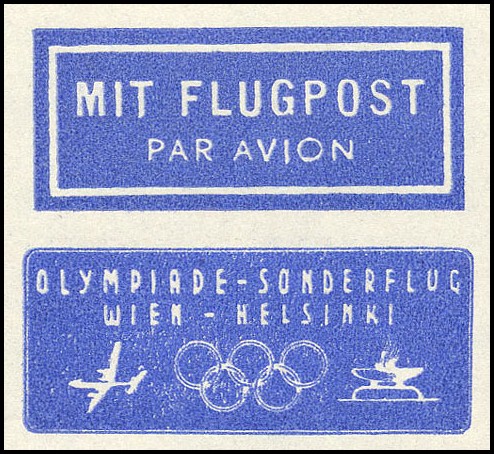 MIT FLUGPOST
PAR AVION
OLYMPIADE-SONDERFLUG
WIEN - HELSINKI